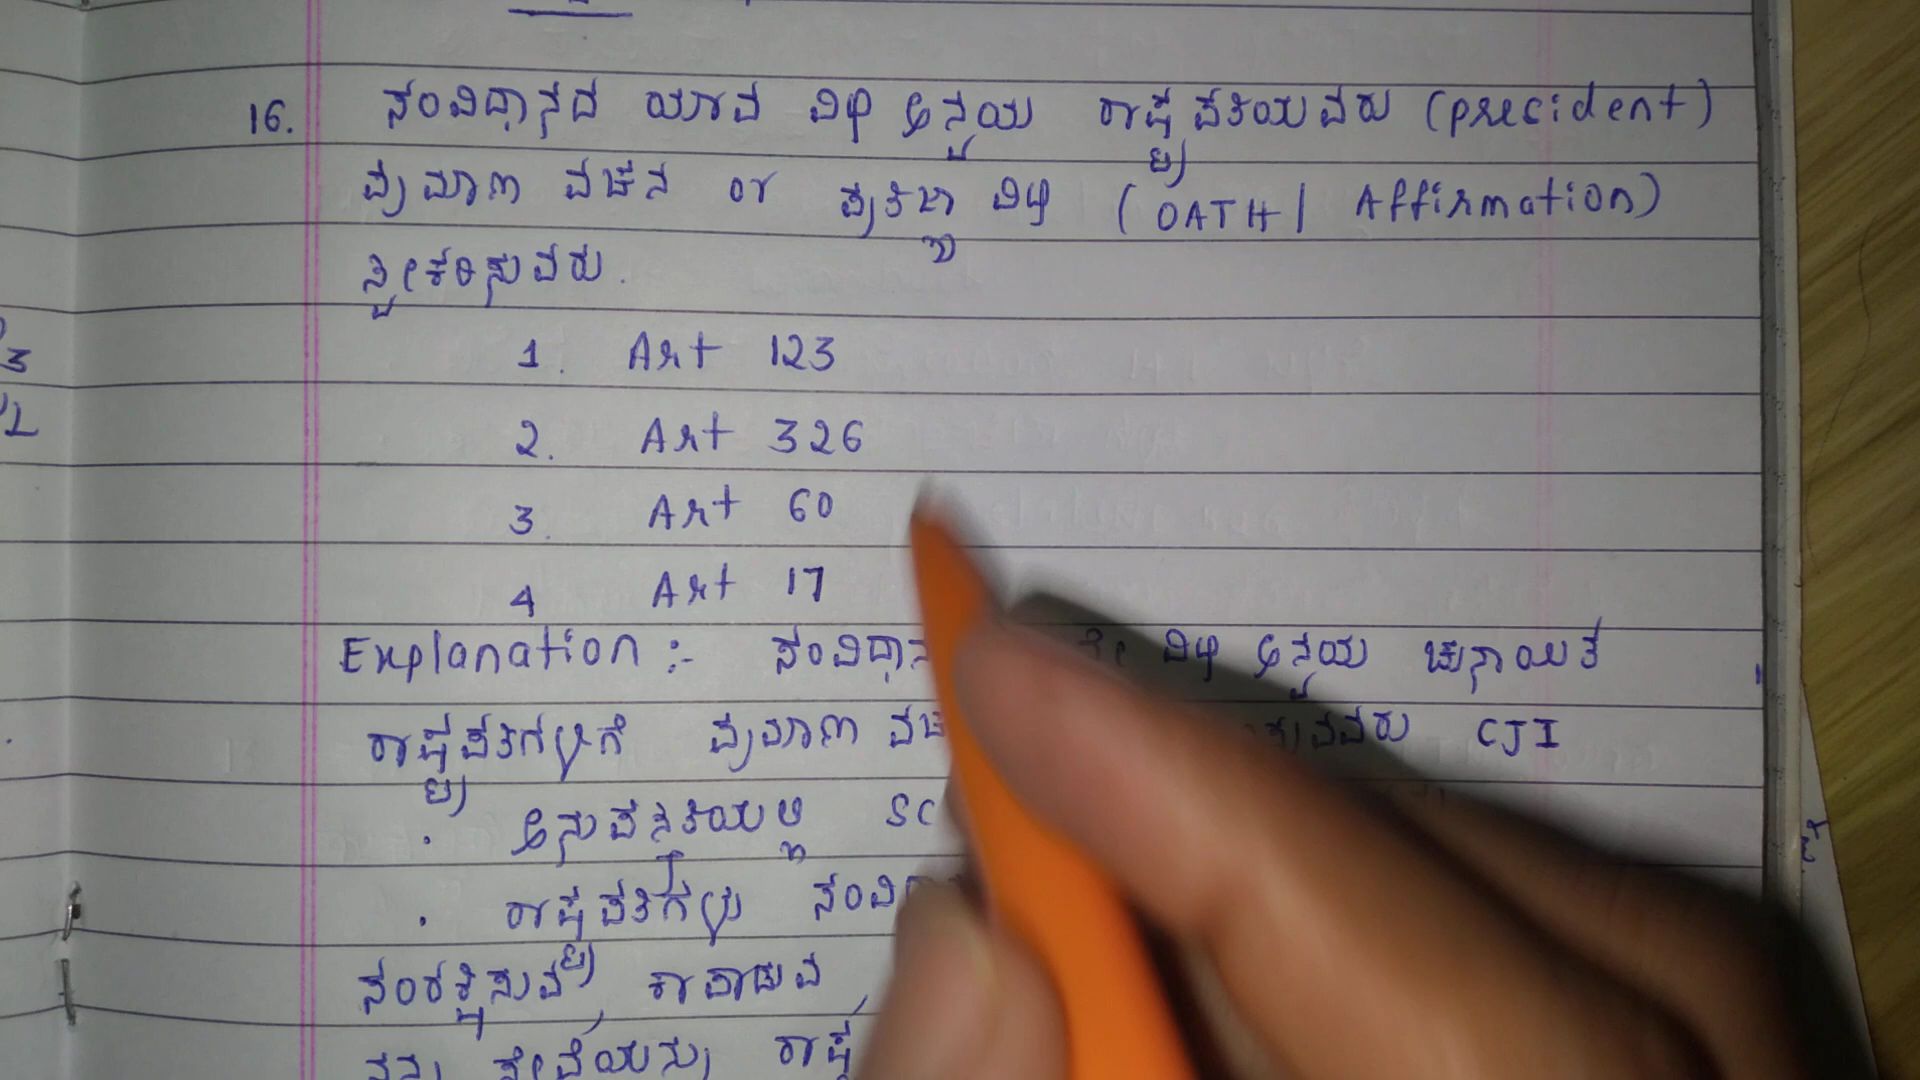 16. ಸಂವಿಧಾನದ ಯಾವ ವಿಧಿ ಅನ್ವಯ ರಾಷ್ಟ್ರಪತಿಯವರು (president)
ಪ್ರಮಾಣ ವಚನ or ಪ್ರತಿಜ್ಞಾ ವಿಧಿ (OATH / Affirmation)
ಸ್ವೀಕರಿಸುವರು.
1. Art 123
2. Art 326
3. Art 60
4 Art 17
Explanation :- ವಿಧಿ ಅನ್ವಯ ಚುನಾಯಿತ
ರಾಷ್ಟ್ರಪತಿಗಳಿಗೆ ಪ್ರಮಾಣ CJI
. ಅನುಪಸ್ಥಿತಿಯಲ್ಲಿ SC
. ರಾಷ್ಟ್ರಪತಿಗಳು
ಸಂರಕ್ಷಿಸುವ, ಕಾಪಾಡುವ,
ಸೇವೆಯನ್ನು